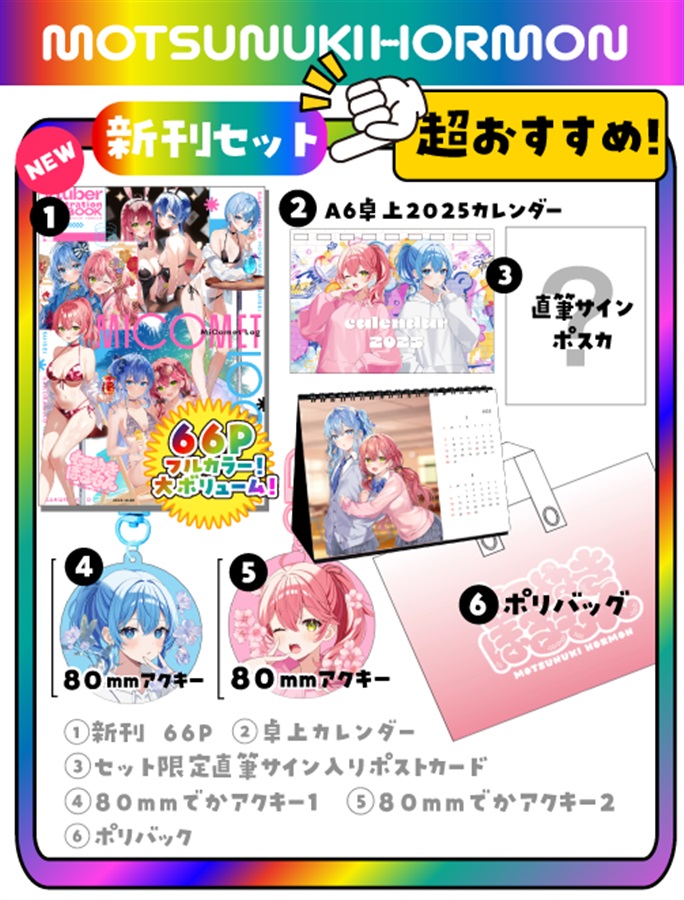 MOTSUNUKI HORMON
新刊セット
超おすすめ!
NEW
1
2 A6卓上2025カレンダー
3
直筆サイン
ポスカ
?
MICOMET
MiComet*Log
calendar
2025
66P
フルカラー!
大ボリューム!
4
80mmアクキー
5
80mmアクキー
6 ポリバッグ
MOTSUNUKI HORMON
①新刊 66P ②卓上カレンダー
③セット限定直筆サイン入りポストカード
④80mmでかアクキー1 ⑤80mmでかアクキー2
⑥ポリバック